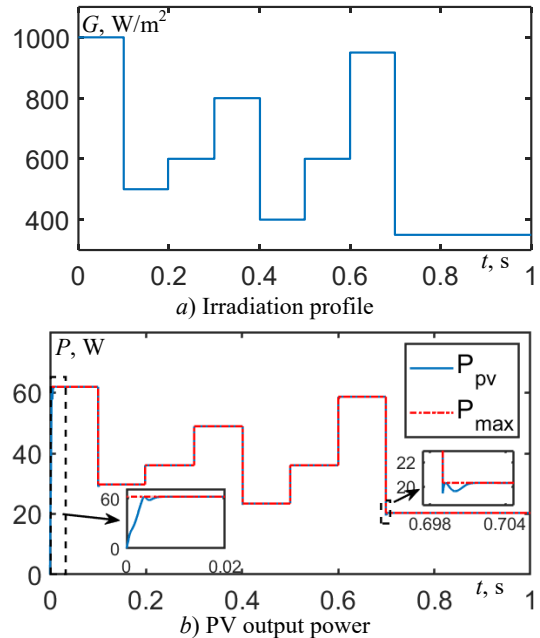 G, W/m²
1000
800
600
400
0 0.2 0.4 0.6 0.8 1
t, s
a) Irradiation profile
P, W
60
40
20
0
P_pv
P_max
60
0
0 0.02
22
20
0.698 0.704
0 0.2 0.4 0.6 0.8 1
t, s
b) PV output power